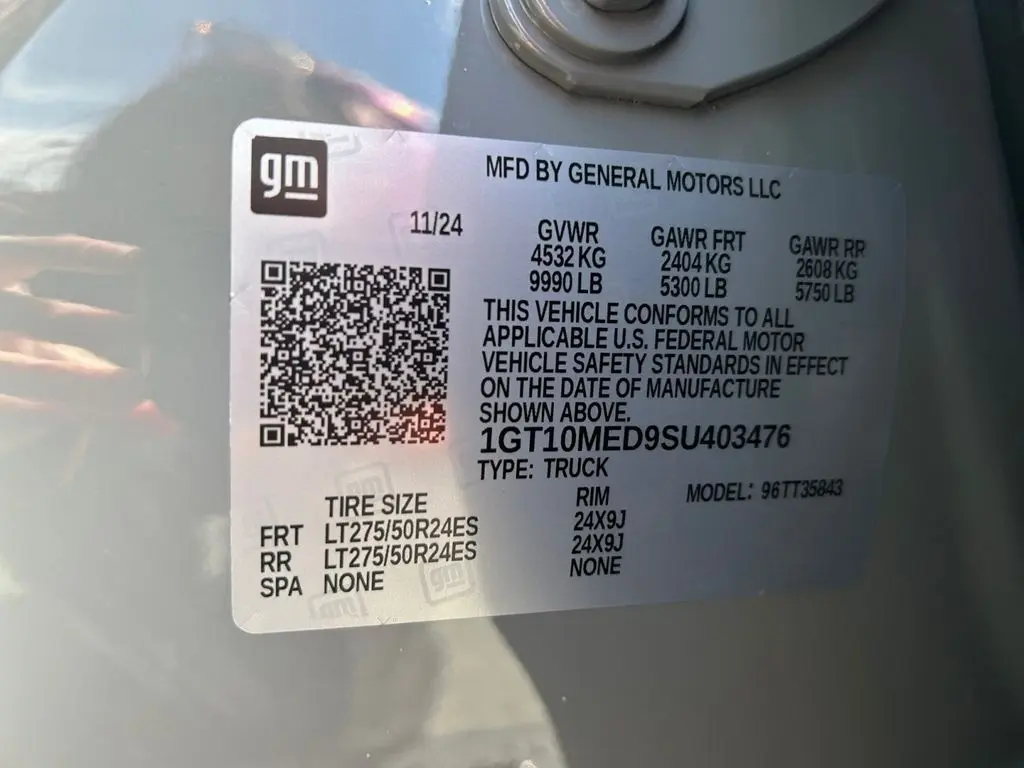 gm
MFD BY GENERAL MOTORS LLC
11/24
GVWR GAWR FRT GAWR RR
4532 KG 2404 KG 2608 KG
9990 LB 5300 LB 5750 LB
THIS VEHICLE CONFORMS TO ALL
APPLICABLE U.S. FEDERAL MOTOR
VEHICLE SAFETY STANDARDS IN EFFECT
ON THE DATE OF MANUFACTURE
SHOWN ABOVE.
1GT10MED9SU403476
TYPE: TRUCK
TIRE SIZE RIM MODEL: 96TT35843
FRT LT275/50R24ES 24X9J
RR LT275/50R24ES 24X9J
SPA NONE NONE